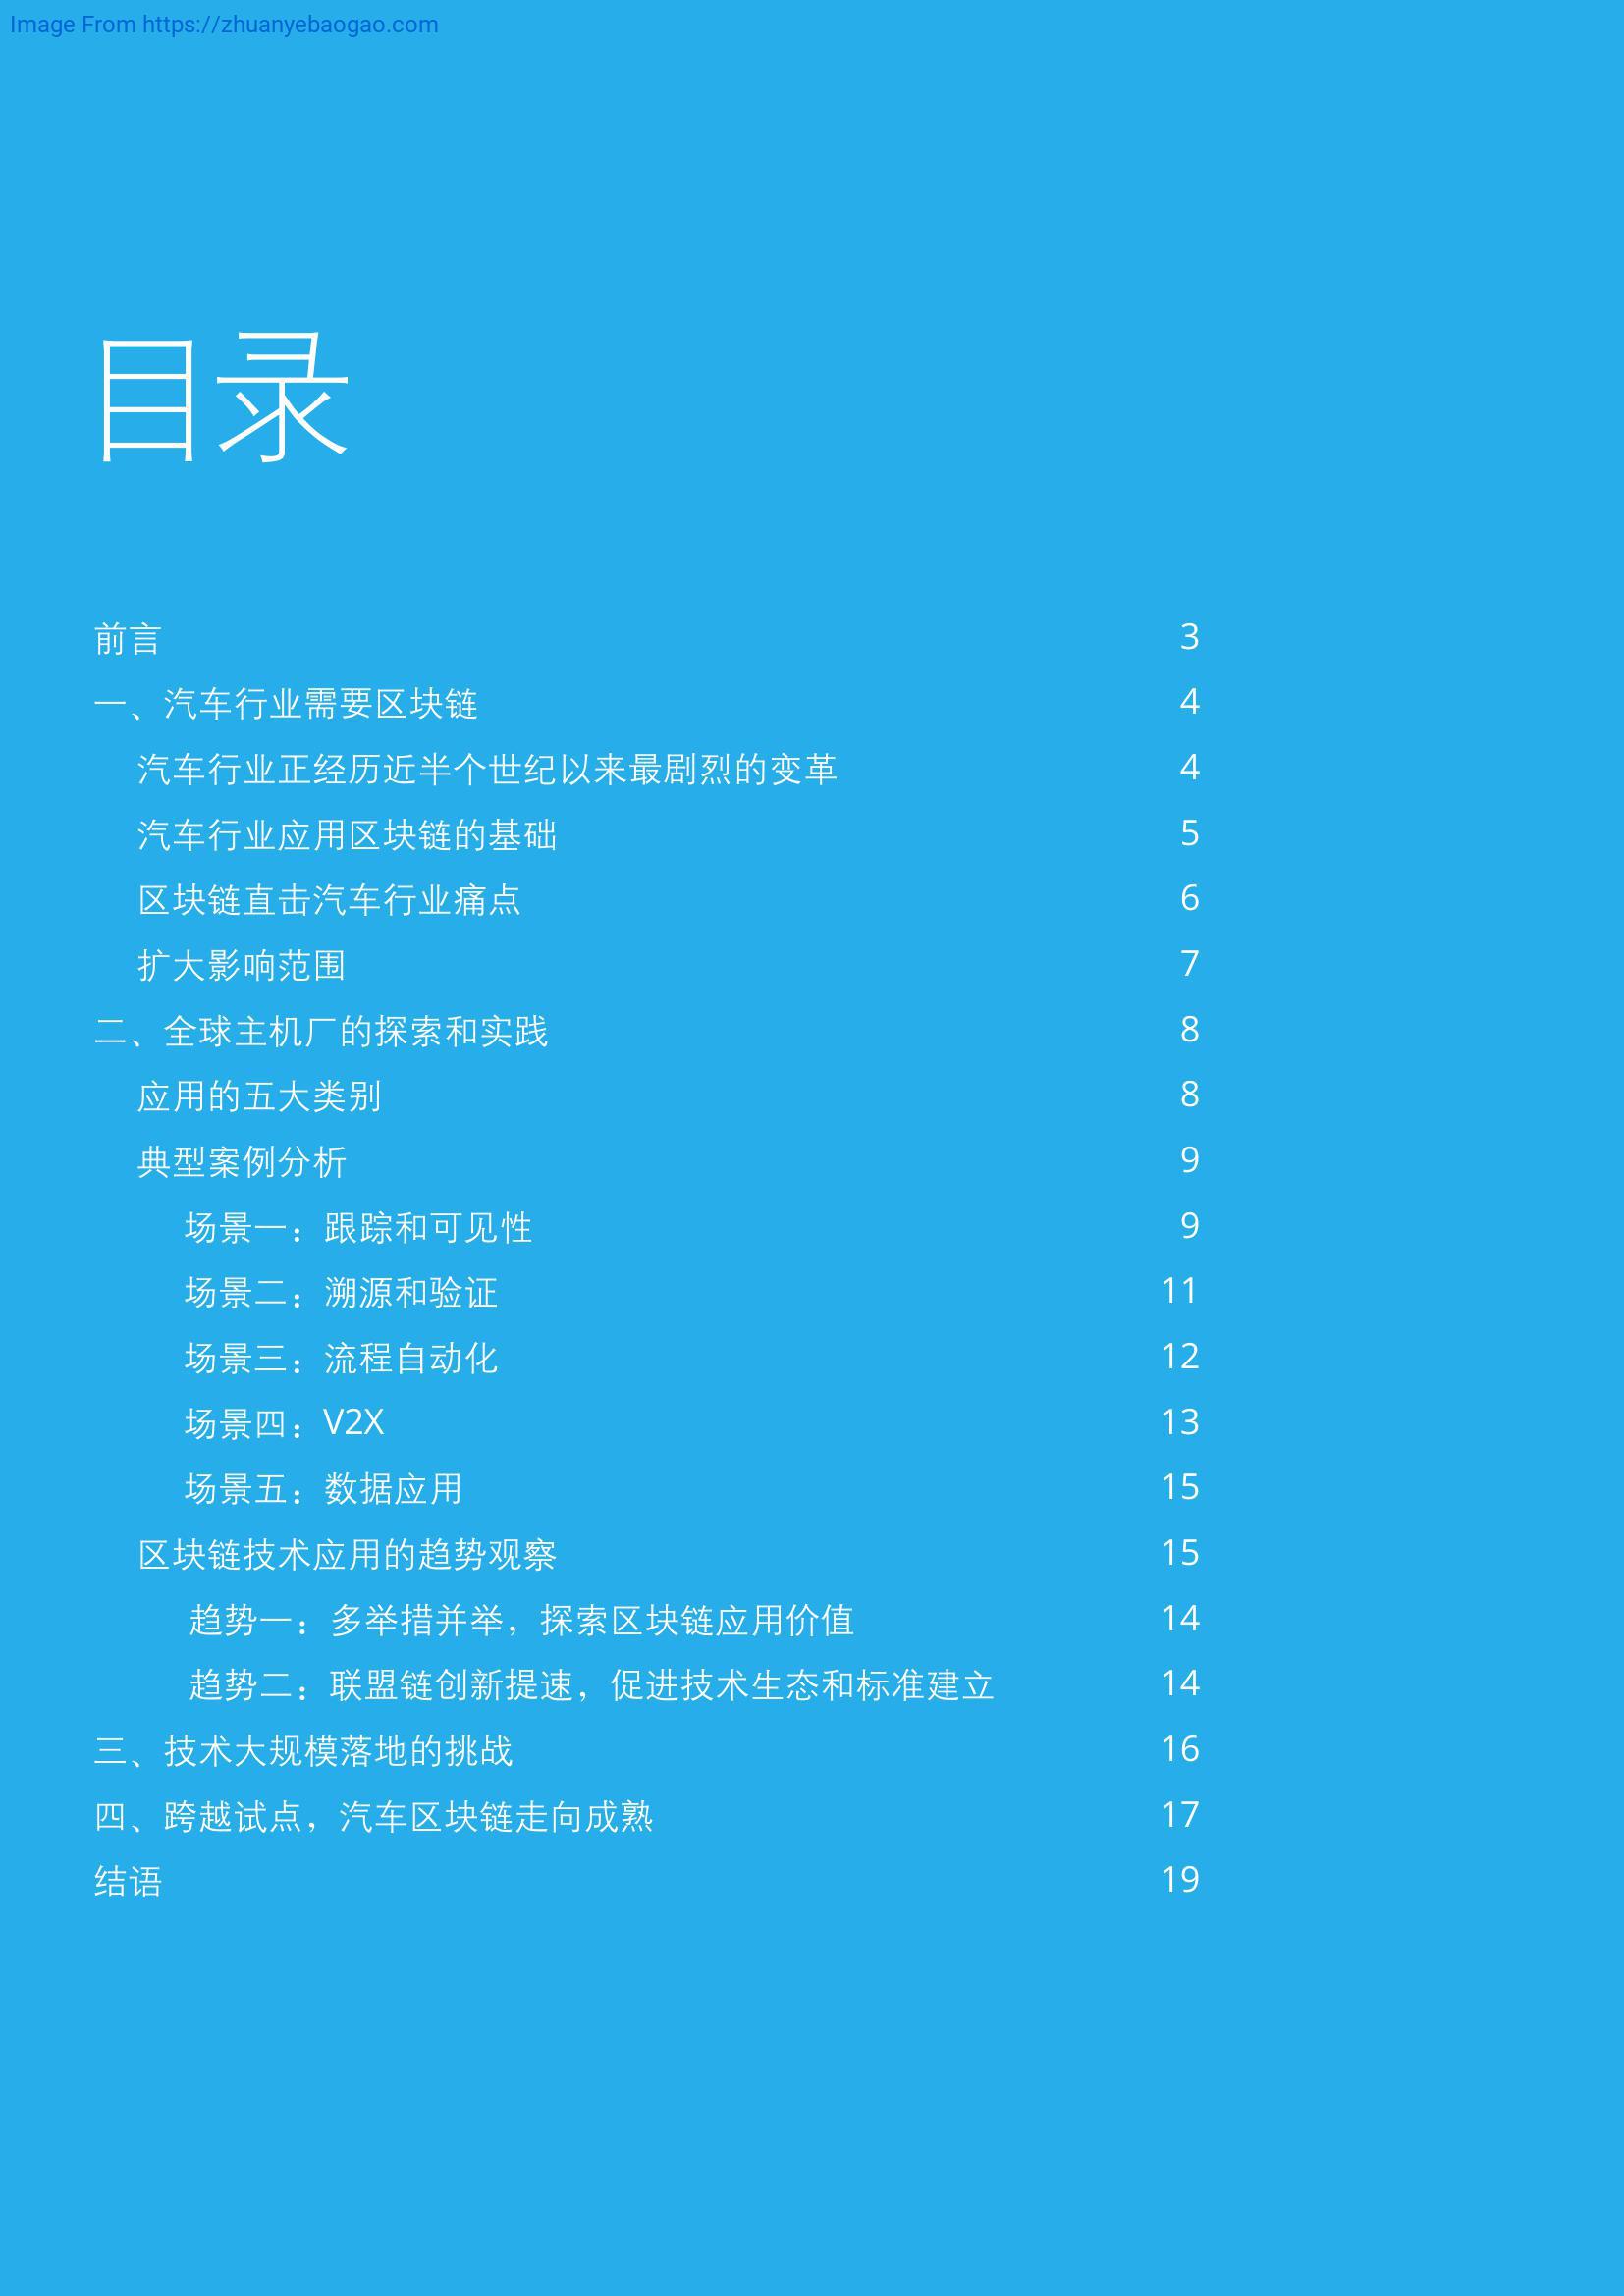 Image From https://zhuanyebaogao.com
目录
前言 3
一、汽车行业需要区块链 4
汽车行业正经历近半个世纪以来最剧烈的变革 4
汽车行业应用区块链的基础 5
区块链直击汽车行业痛点 6
扩大影响范围 7
二、全球主机厂的探索和实践 8
应用的五大类别 8
典型案例分析 9
场景一：跟踪和可见性 9
场景二：溯源和验证 11
场景三：流程自动化 12
场景四：V2X 13
场景五：数据应用 15
区块链技术应用的趋势观察 15
趋势一：多举措并举，探索区块链应用价值 14
趋势二：联盟链创新提速，促进技术生态和标准建立 14
三、技术大规模落地的挑战 16
四、跨越试点，汽车区块链走向成熟 17
结语 19